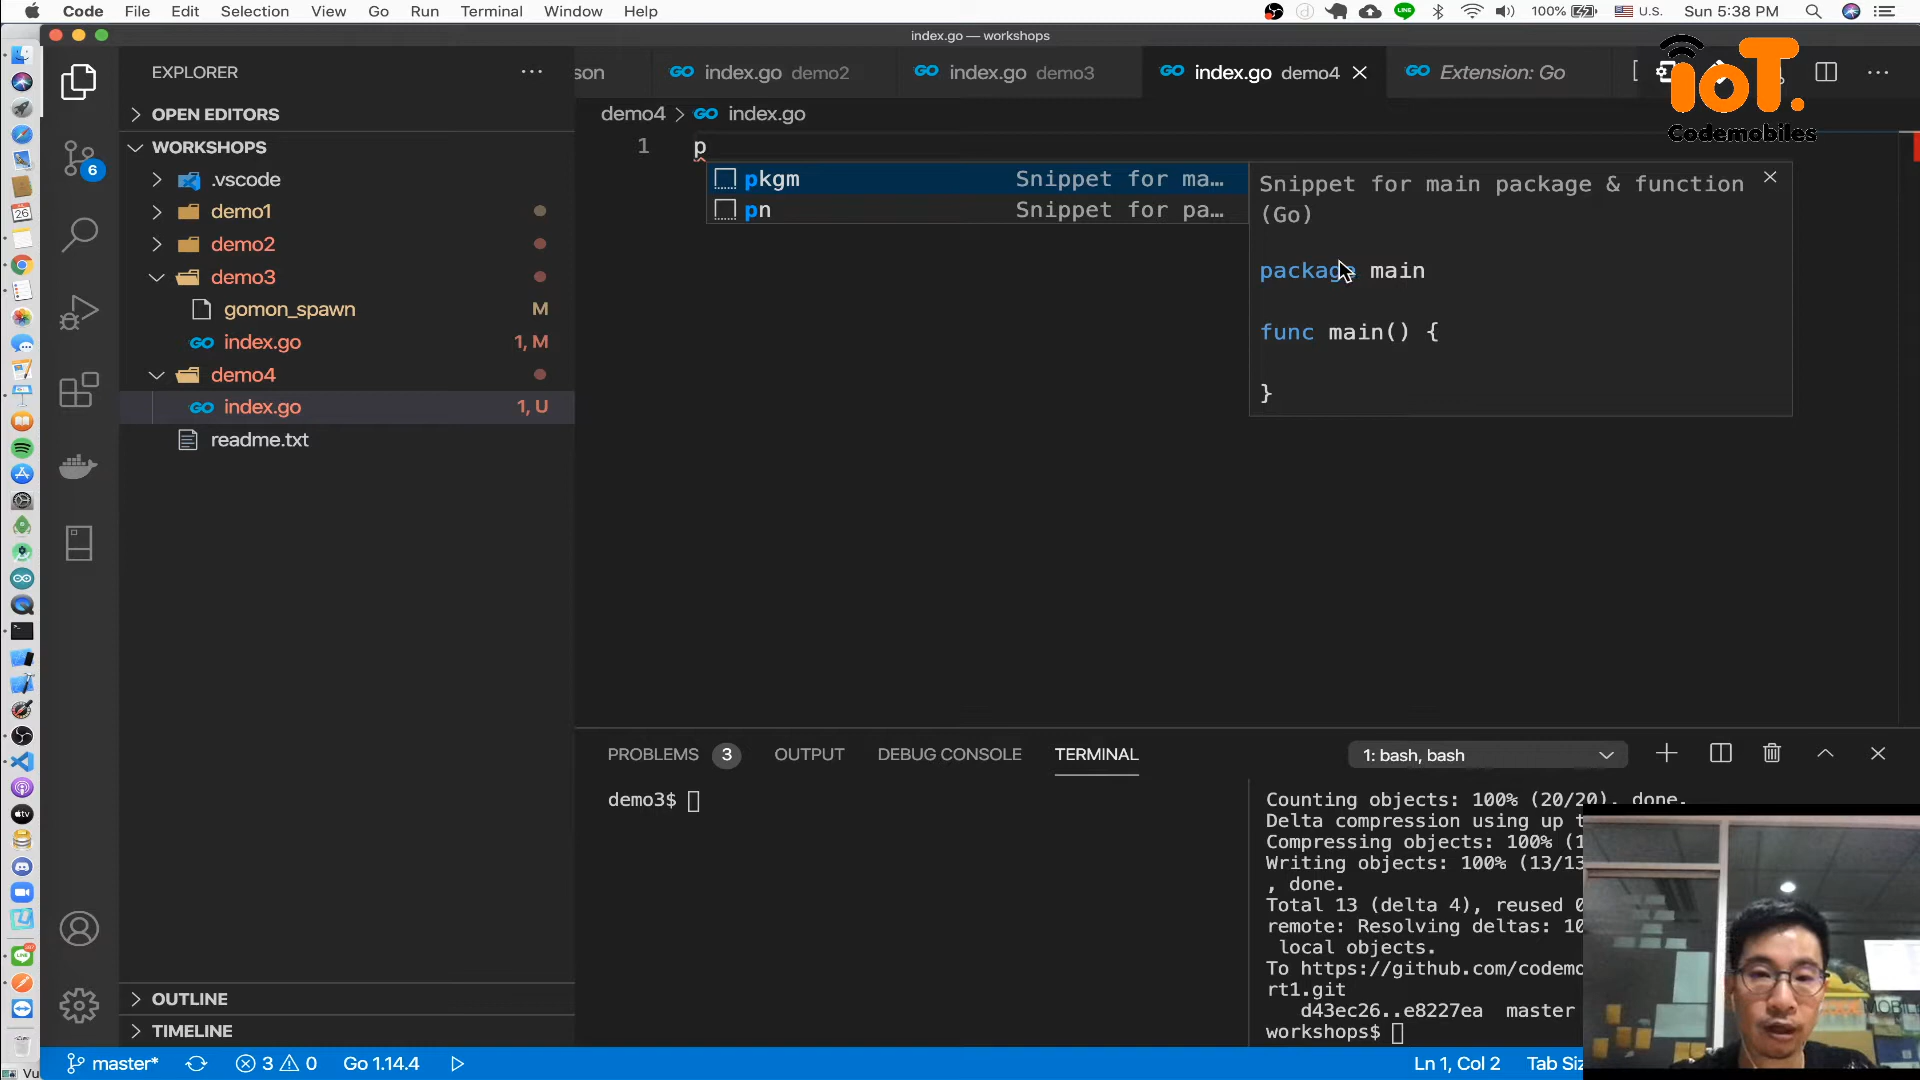 Code File Edit Selection View Go Run Terminal Window Help 100% U.S. Sun 5:38 PM
index.go — workshops
EXPLORER
son index.go demo2 index.go demo3 index.go demo4 Extension: Go
IoT.
Codemobiles
OPEN EDITORS
demo4 > index.go
WORKSHOPS
1 p
.vscode
pkgm Snippet for ma…
Snippet for main package & function
demo1
pn Snippet for pa…
(Go)
demo2
demo3
package main
gomon_spawn M
func main() {
index.go 1, M
demo4
}
index.go 1, U
readme.txt
PROBLEMS 3 OUTPUT DEBUG CONSOLE TERMINAL 1: bash, bash
demo3$
Counting objects: 100% (20/20), done.
Delta compression using up t
Compressing objects: 100% (1
Writing objects: 100% (13/13
, done.
Total 13 (delta 4), reused 0
remote: Resolving deltas: 10
local objects.
To https://github.com/codemo
rt1.git
d43ec26..e8227ea master
workshops$
OUTLINE
TIMELINE
master* 3 0 Go 1.14.4 Ln 1, Col 2 Tab Siz
6
26
tv
Vu